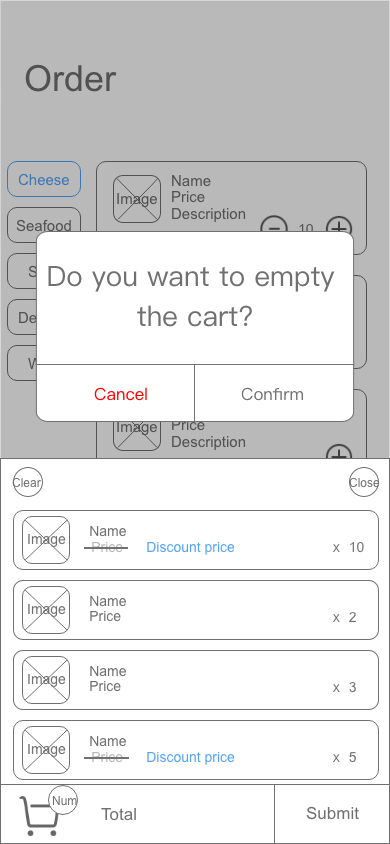 Order
Cheese
Seafood
Image
Name
Price
Description
10
Do you want to empty
the cart?
Cancel
Confirm
Image
Price
Description
Clear
Close
Image
Name
Price Discount price
x 10
Image
Name
Price
x 2
Image
Name
Price
x 3
Image
Name
Price Discount price
x 5
Num
Total
Submit